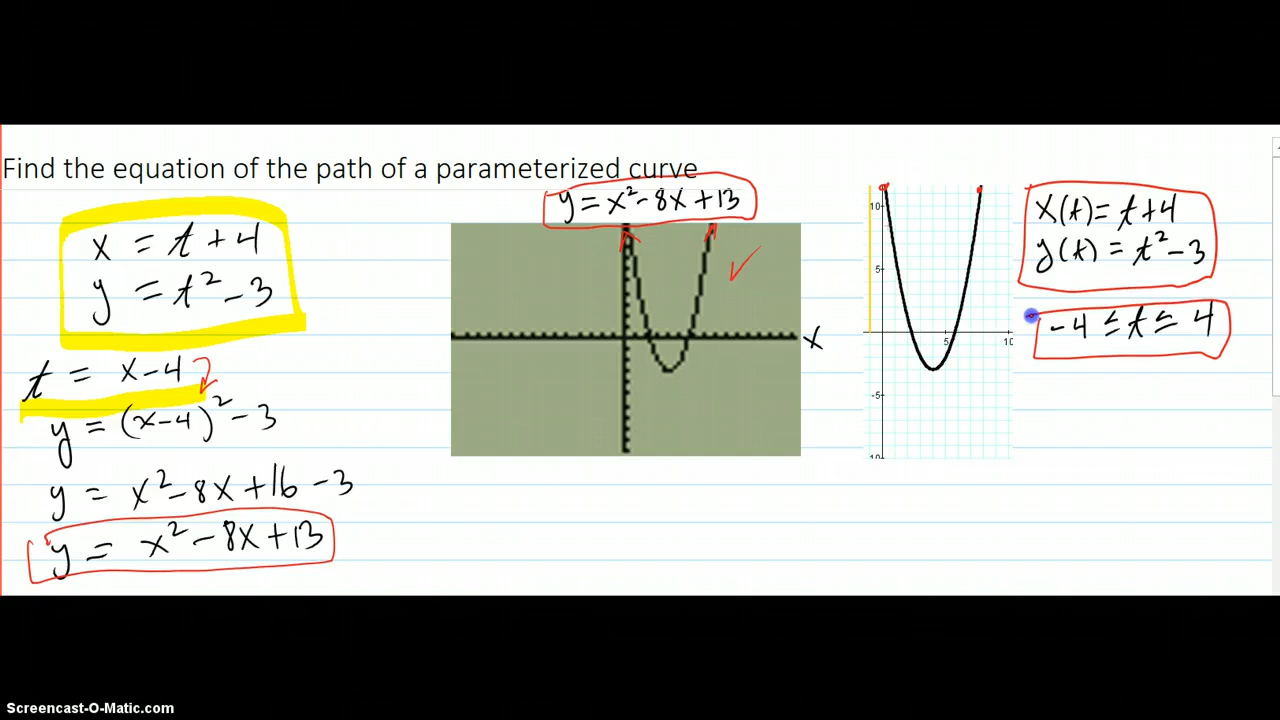 Find the equation of the path of a parameterized curve
x = t + 4
y = t² - 3
t = x - 4
y = (x-4)² - 3
y = x² - 8x + 16 - 3
y = x² - 8x + 13
y = x² - 8x + 13
x
10
5
5
10
-5
10
x(t) = t + 4
y(t) = t² - 3
-4 ≤ t ≤ 4
Screencast-O-Matic.com